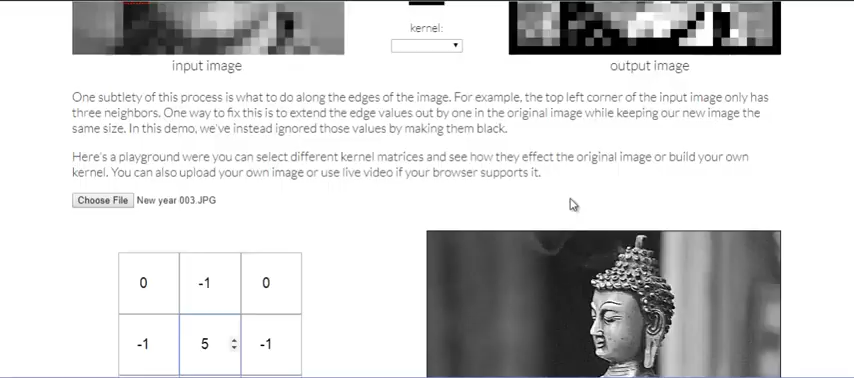 kernel:
input image
output image
One subtlety of this process is what to do along the edges of the image. For example, the top left corner of the input image only has
three neighbors. One way to fix this is to extend the edge values out by one in the original image while keeping our new image the
same size. In this demo, we've instead ignored those values by making them black.
Here's a playground were you can select different kernel matrices and see how they effect the original image or build your own
kernel. You can also upload your own image or use live video if your browser supports it.
Choose File New year 003.JPG
0 -1 0
-1 5 -1